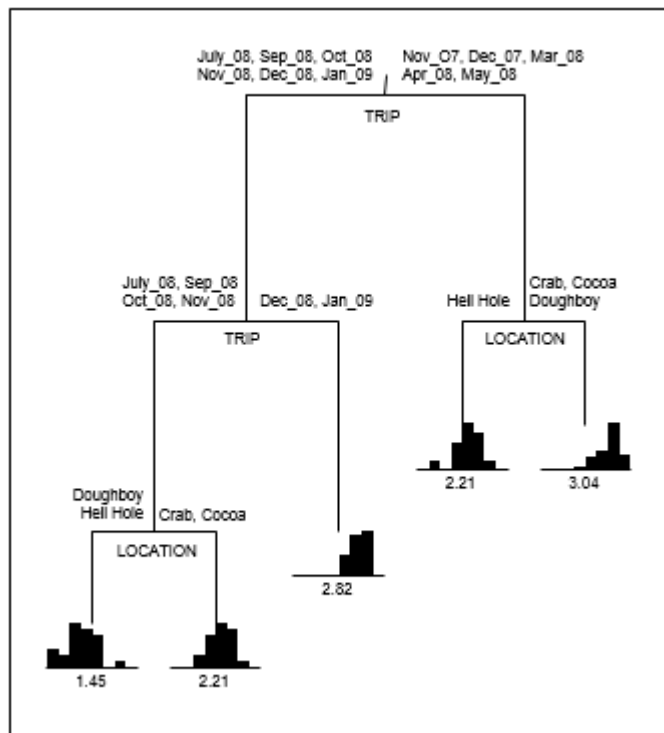 July_08, Sep_08, Oct_08
Nov_08, Dec_08, Jan_09
Nov_O7, Dec_07, Mar_08
Apr_08, May_08
TRIP
July_08, Sep_08
Oct_08, Nov_08
Dec_08, Jan_09
TRIP
Hell Hole
Crab, Cocoa
Doughboy
LOCATION
2.21
3.04
Doughboy
Hell Hole
Crab, Cocoa
LOCATION
2.82
1.45
2.21